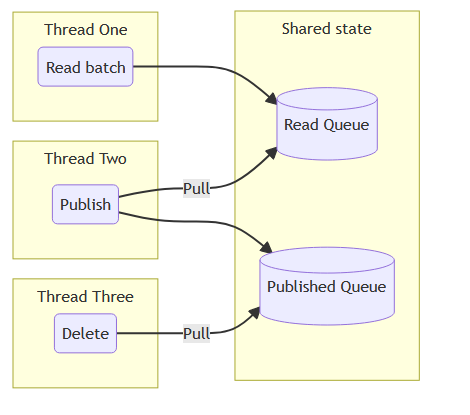 Thread One
Read batch
Thread Two
Publish
Thread Three
Delete
Pull
Pull
Shared state
Read Queue
Published Queue